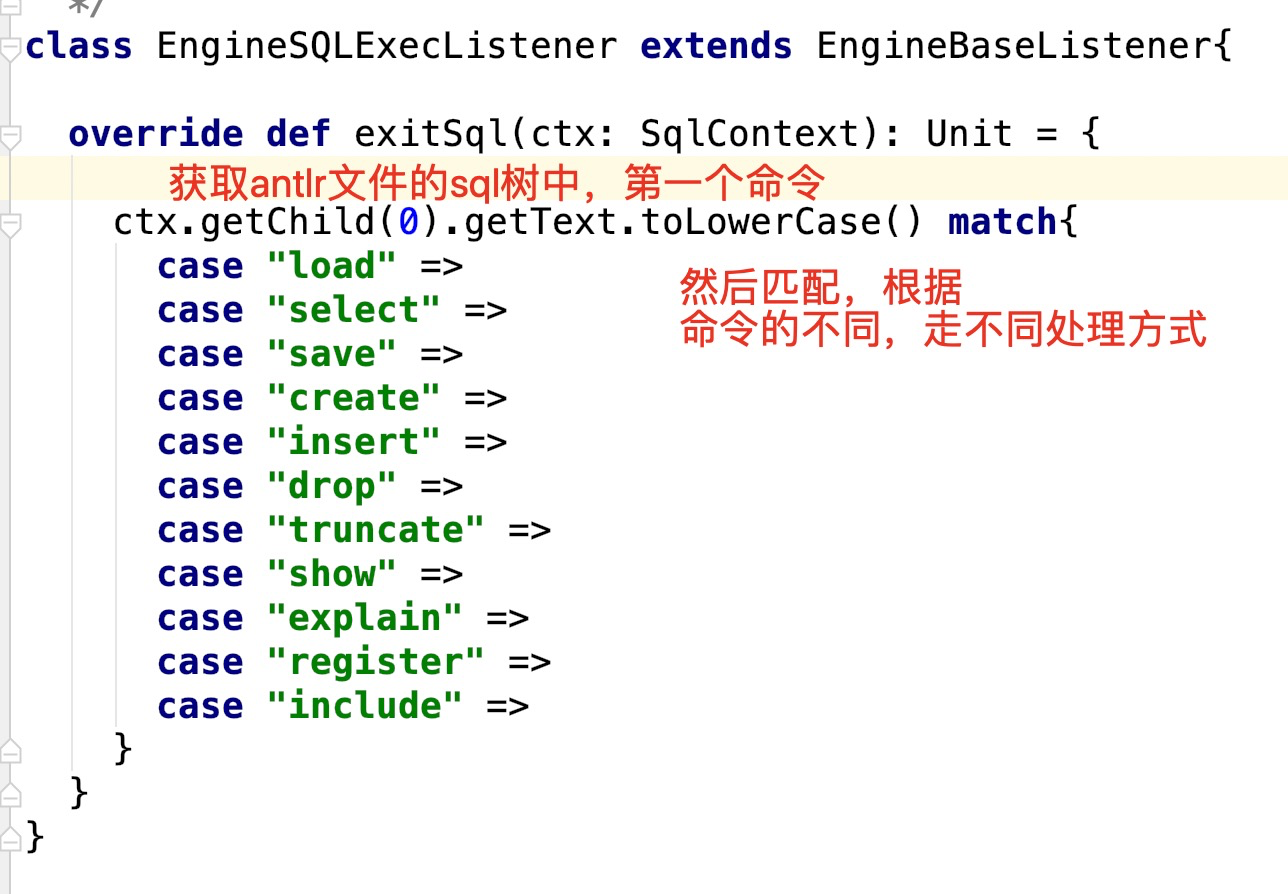 */
class EngineSQLExecListener extends EngineBaseListener{
override def exitSql(ctx: SqlContext): Unit = {
获取antlr文件的sql树中，第一个命令
ctx.getChild(0).getText.toLowerCase() match{
case "load" =>
然后匹配，根据
case "select" =>
命令的不同，走不同处理方式
case "save" =>
case "create" =>
case "insert" =>
case "drop" =>
case "truncate" =>
case "show" =>
case "explain" =>
case "register" =>
case "include" =>
}
}
}